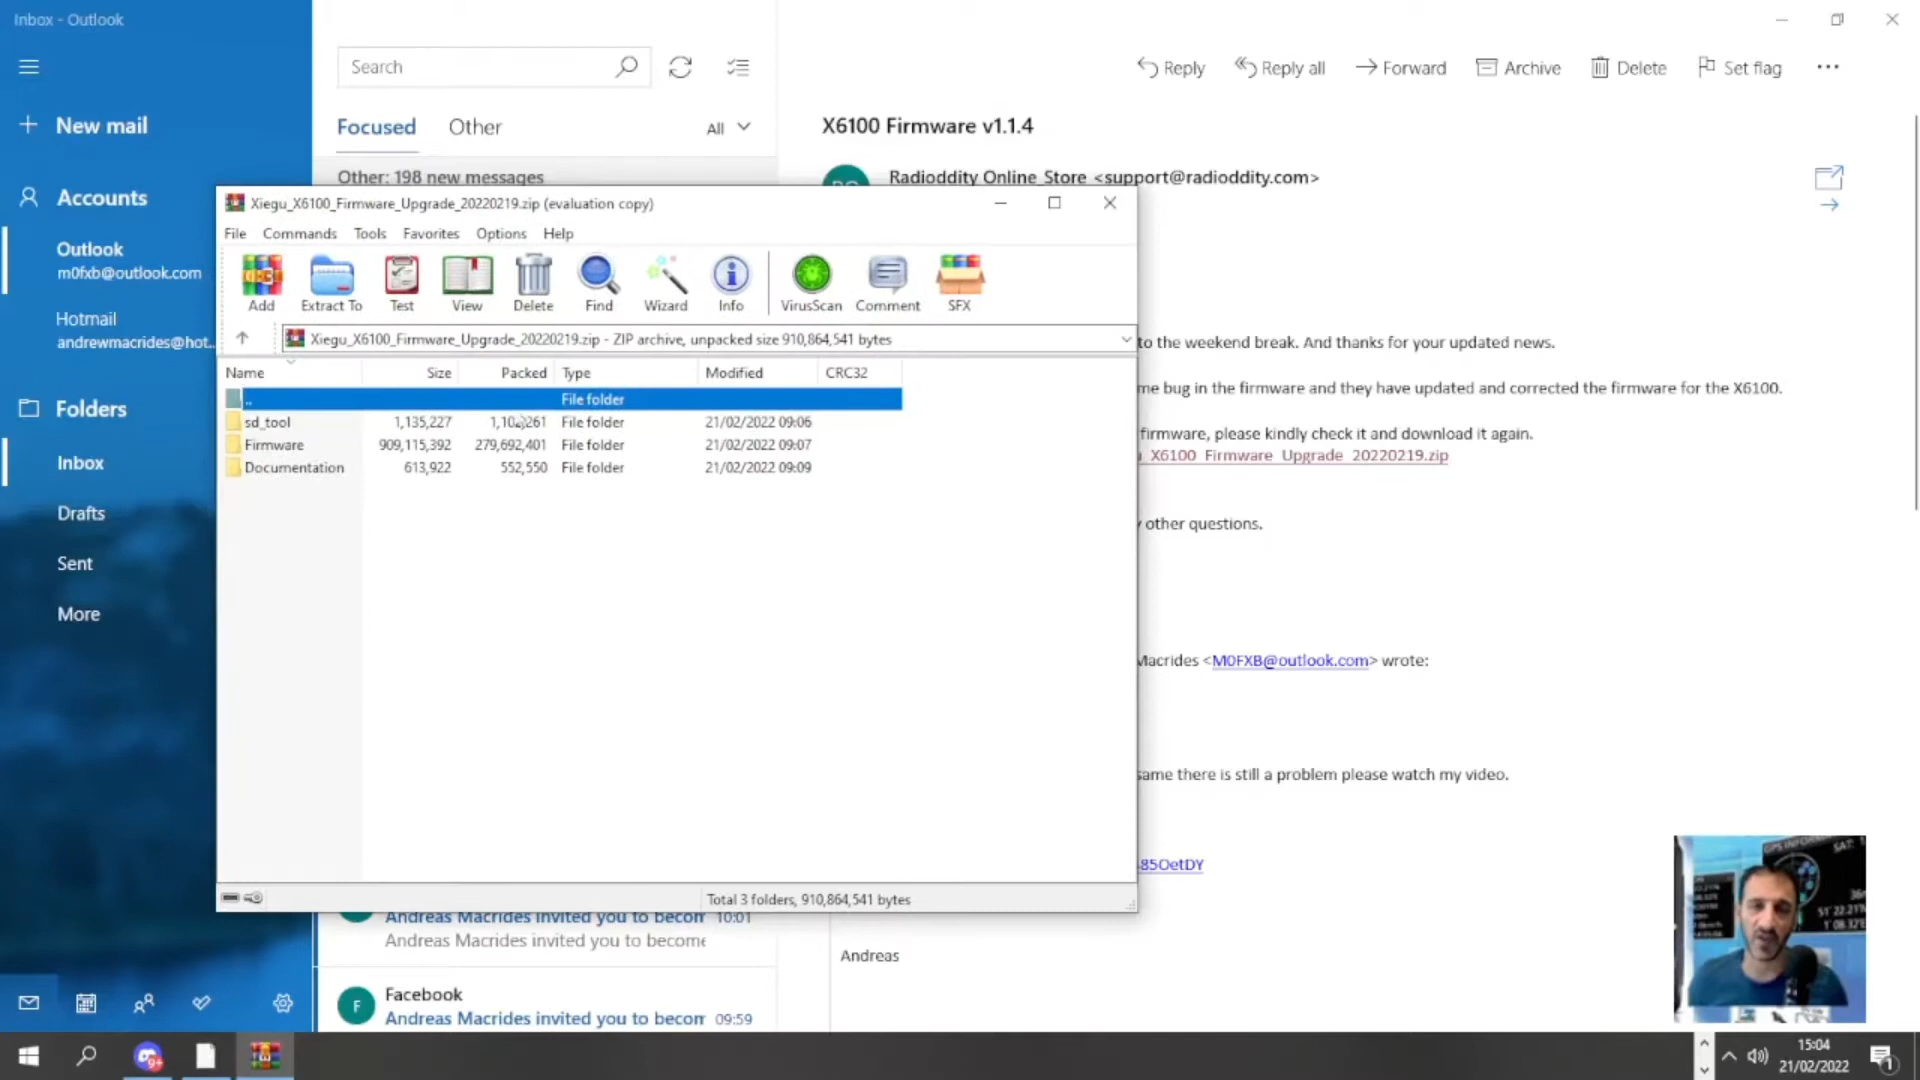 Inbox - Outlook
Search
Reply
Reply all
Forward
Archive
Delete
Set flag
New mail
Focused
Other
All
X6100 Firmware v1.1.4
Other: 198 new messages
Radioddity Online Store <support@radioddity.com>
Accounts
Outlook
m0fxb@outlook.com
Hotmail
andrewmacrides@hot...
Folders
Inbox
Drafts
Sent
More
Xiegu_X6100_Firmware_Upgrade_20220219.zip (evaluation copy)
File Commands Tools Favorites Options Help
Add
Extract To
Test
View
Delete
Find
Wizard
Info
VirusScan
Comment
SFX
Xiegu_X6100_Firmware_Upgrade_20220219.zip - ZIP archive, unpacked size 910,864,541 bytes
Name Size Packed Type Modified CRC32
.. File folder
sd_tool 1,135,227 File folder 21/02/2022 09:06
Firmware 909,115,392 279,692,401 File folder 21/02/2022 09:07
Documentation 613,922 552,550 File folder 21/02/2022 09:09
Total 3 folders, 910,864,541 bytes
to the weekend break. And thanks for your updated news.
me bug in the firmware and they have updated and corrected the firmware for the X6100.
firmware, please kindly check it and download it again.
_X6100_Firmware_Upgrade_20220219.zip
other questions.
Macrides <M0FXB@outlook.com> wrote:
same there is still a problem please watch my video.
85OetDY
Andreas
Andreas Macrides invited you to becom 10:01
Andreas Macrides invited you to become
F
Facebook
Andreas Macrides invited you to becom 09:59
9+
15:04
21/02/2022
1